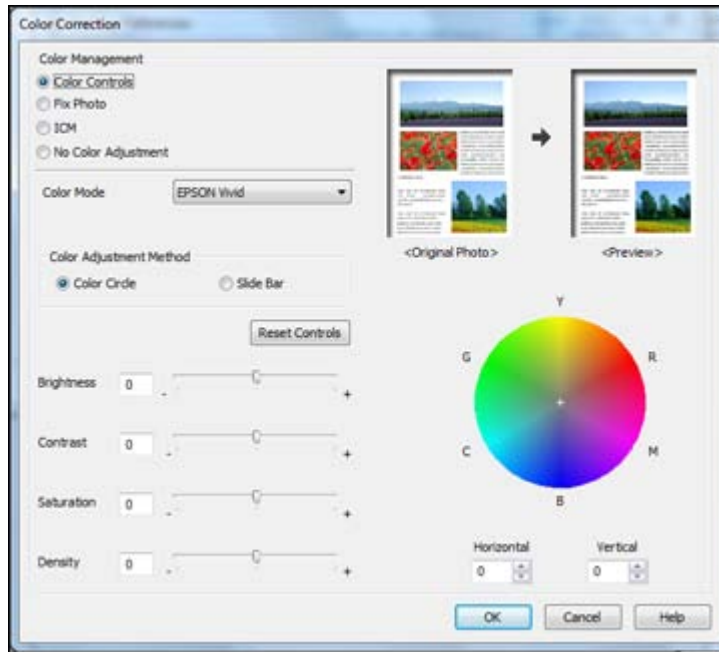 Color Correction
Color Management
Color Controls
Fix Photo
ICM
No Color Adjustment
Color Mode
EPSON Vivid
Color Adjustment Method
Color Circle
Slide Bar
Reset Controls
Brightness 0 - +
Contrast 0 - +
Saturation 0 - +
Density 0 - +
<Original Photo>
<Preview>
Y
G R
C M
B
Horizontal Vertical
0 0
OK Cancel Help